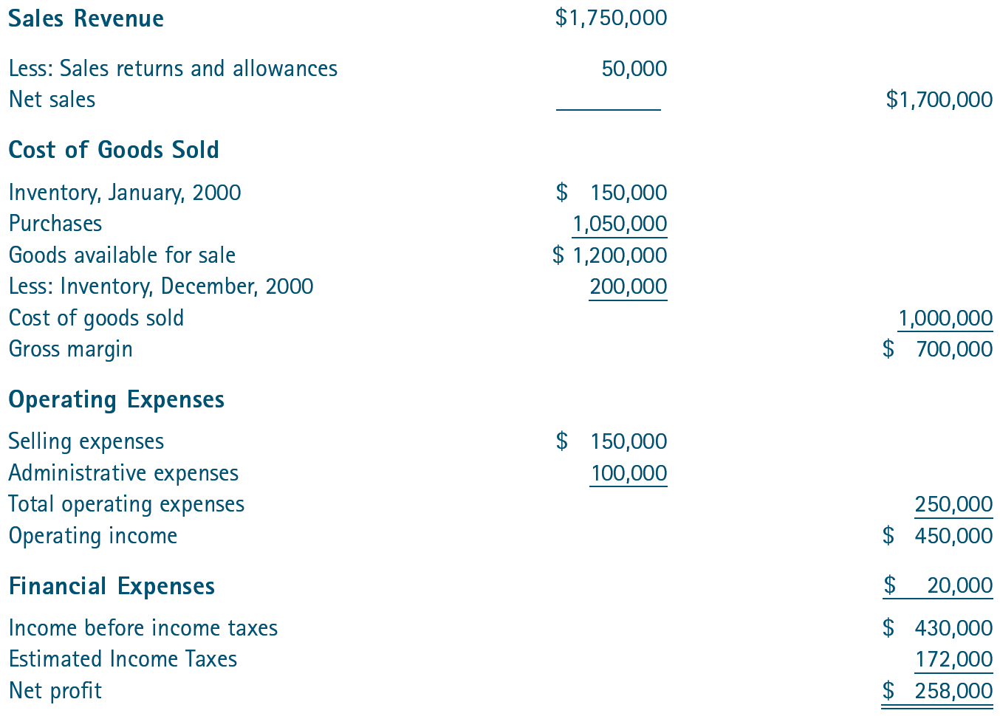 Sales Revenue $1,750,000
Less: Sales returns and allowances 50,000
Net sales $1,700,000
Cost of Goods Sold
Inventory, January, 2000 $ 150,000
Purchases 1,050,000
Goods available for sale $ 1,200,000
Less: Inventory, December, 2000 200,000
Cost of goods sold 1,000,000
Gross margin $ 700,000
Operating Expenses
Selling expenses $ 150,000
Administrative expenses 100,000
Total operating expenses 250,000
Operating income $ 450,000
Financial Expenses $ 20,000
Income before income taxes $ 430,000
Estimated Income Taxes 172,000
Net profit $ 258,000